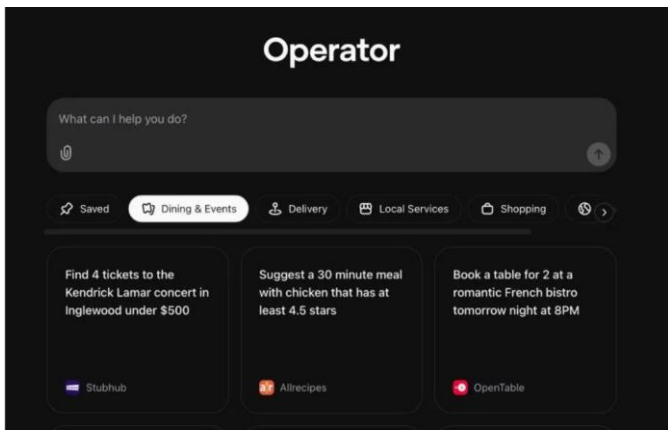 Operator
What can I help you do?
Saved
Dining & Events
Delivery
Local Services
Shopping
Find 4 tickets to the
Kendrick Lamar concert in
Inglewood under $500
Stubhub
Suggest a 30 minute meal
with chicken that has at
least 4.5 stars
Allrecipes
Book a table for 2 at a
romantic French bistro
tomorrow night at 8PM
OpenTable